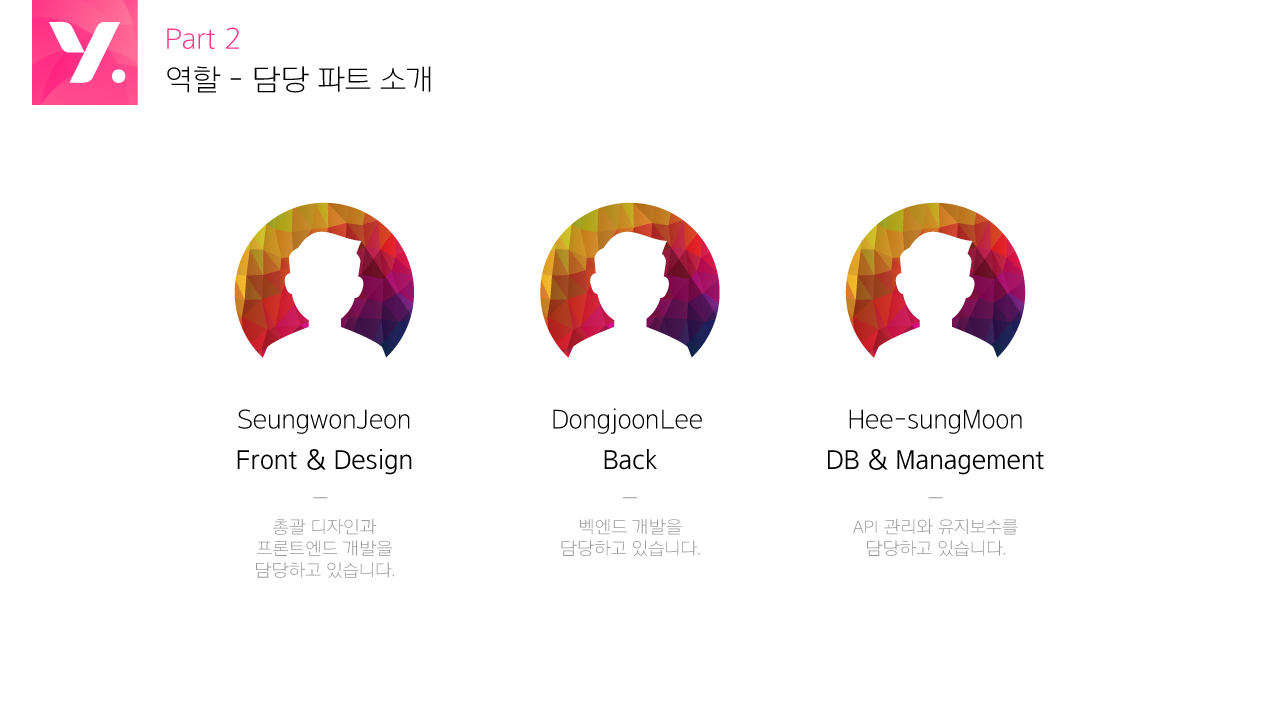 y.
Part 2
역할 - 담당 파트 소개
SeungwonJeon
Front & Design
총괄 디자인과
프론트엔드 개발을
담당하고 있습니다.
DongjoonLee
Back
벡엔드 개발을
담당하고 있습니다.
Hee-sungMoon
DB & Management
API 관리와 유지보수를
담당하고 있습니다.